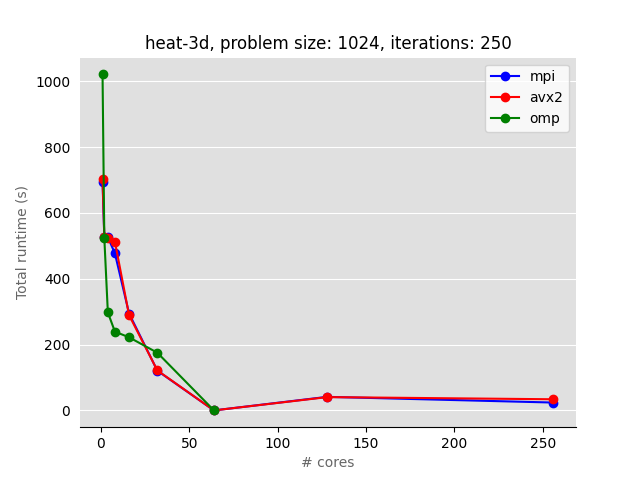 heat-3d, problem size: 1024, iterations: 250
mpi
avx2
omp
1000
800
600
400
200
0
Total runtime (s)
0 50 100 150 200 250
# cores